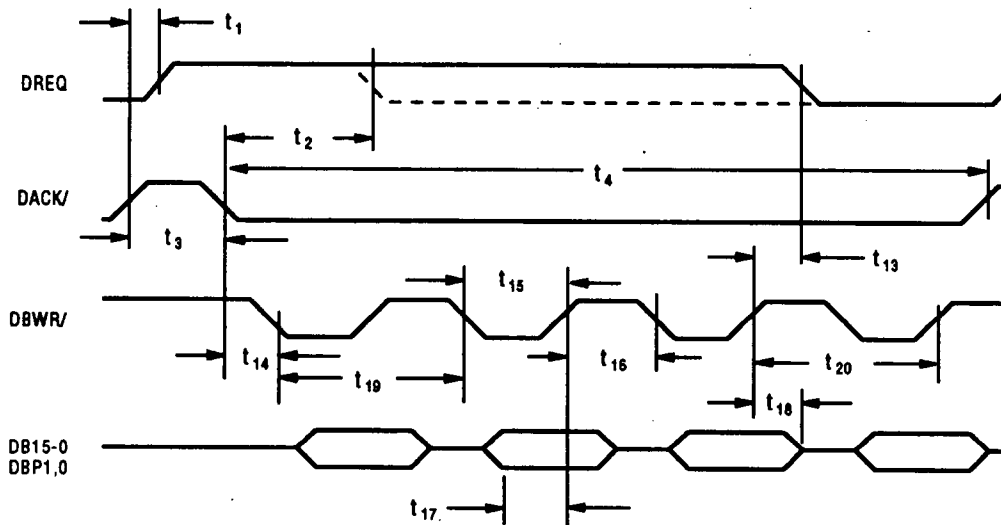 t1
DREQ
t2
t4
DACK/
t3
t13
t15
DBWR/
t14
t16
t20
t19
t18
DB15-0
DBP1,0
t17